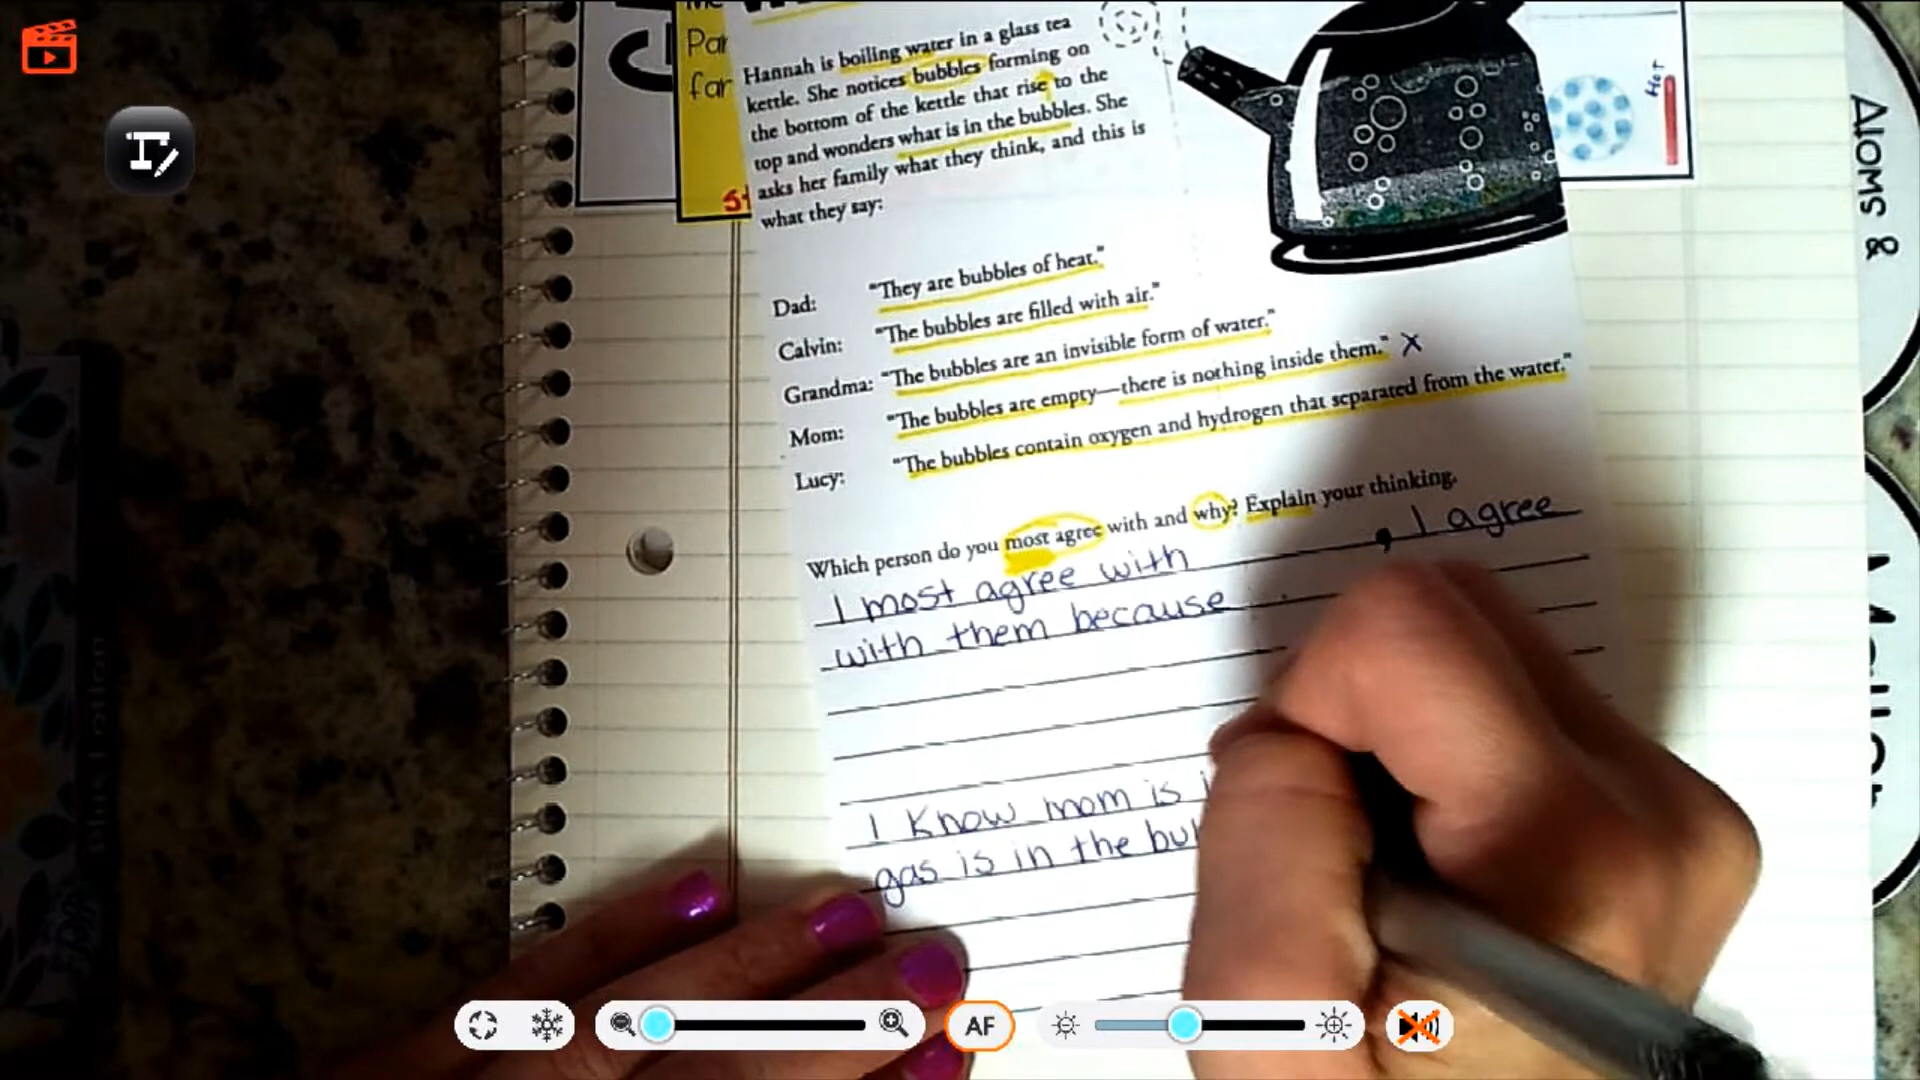 Par
far
st
Hannah is boiling water in a glass tea
kettle. She notices bubbles forming on
the bottom of the kettle that rise to the
top and wonders what is in the bubbles. She
asks her family what they think, and this is
what they say:
Dad: "They are bubbles of heat."
Calvin: "The bubbles are filled with air."
Grandma: "The bubbles are an invisible form of water."
Mom: "The bubbles are empty—there is nothing inside them." X
Lucy: "The bubbles contain oxygen and hydrogen that separated from the water."
Which person do you most agree with and why? Explain your thinking.
I most agree with , I agree
with them because
I know mom is
gas is in the
Hot
Atoms &
AF